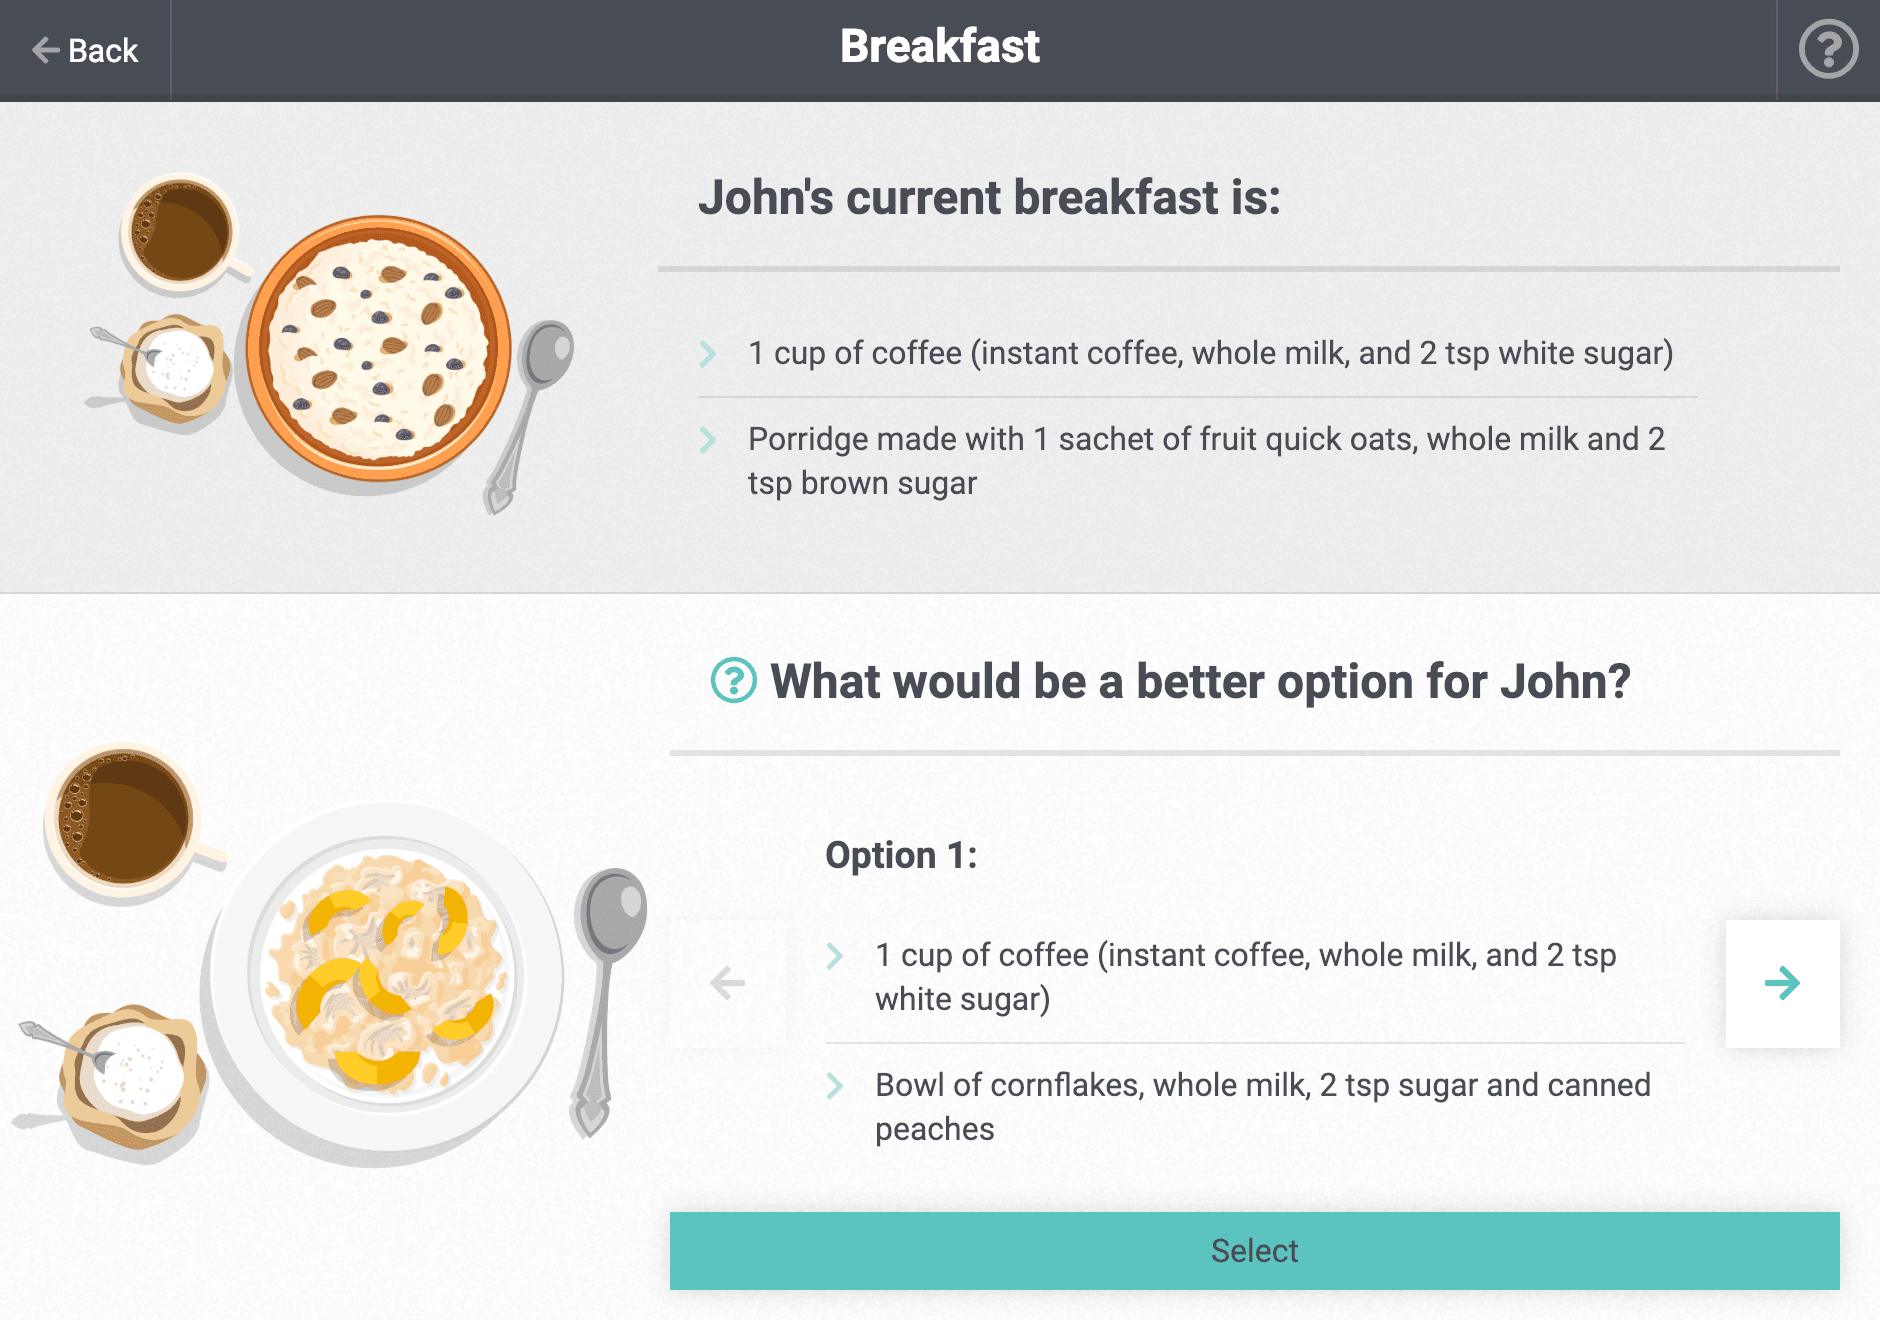 Back
Breakfast
John's current breakfast is:
1 cup of coffee (instant coffee, whole milk, and 2 tsp white sugar)
Porridge made with 1 sachet of fruit quick oats, whole milk and 2
tsp brown sugar
What would be a better option for John?
Option 1:
1 cup of coffee (instant coffee, whole milk, and 2 tsp
white sugar)
Bowl of cornflakes, whole milk, 2 tsp sugar and canned
peaches
Select